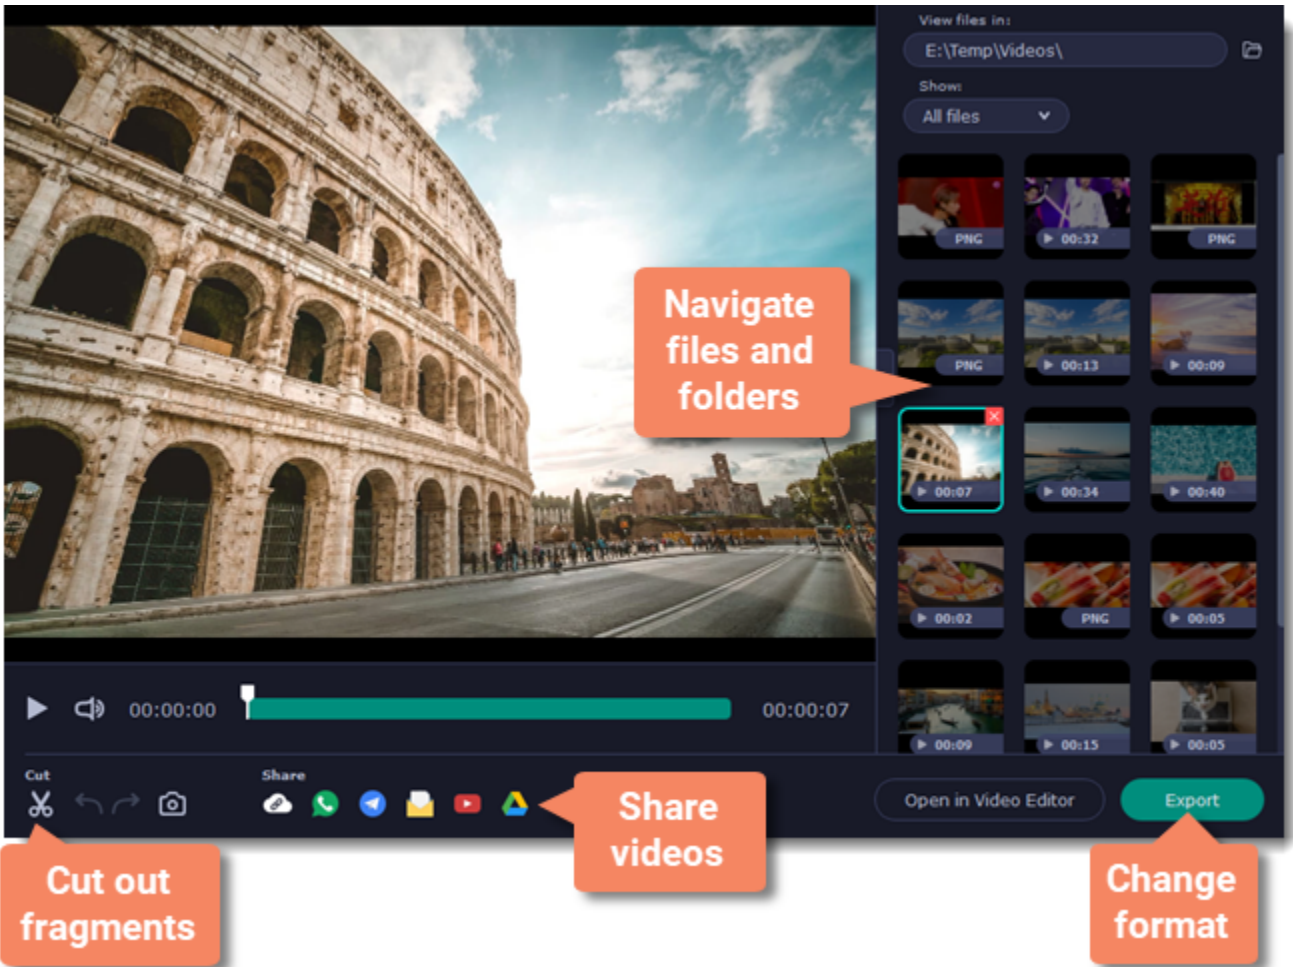 View files in:
E:\Temp\Videos\
Show:
All files
PNG
00:32
PNG
Navigate
files and
folders
PNG
00:13
00:09
00:07
00:34
00:40
00:02
PNG
00:05
00:09
00:15
00:05
00:00:00
00:00:07
Cut
Share
Open in Video Editor
Export
Share
videos
Cut out
fragments
Change
format